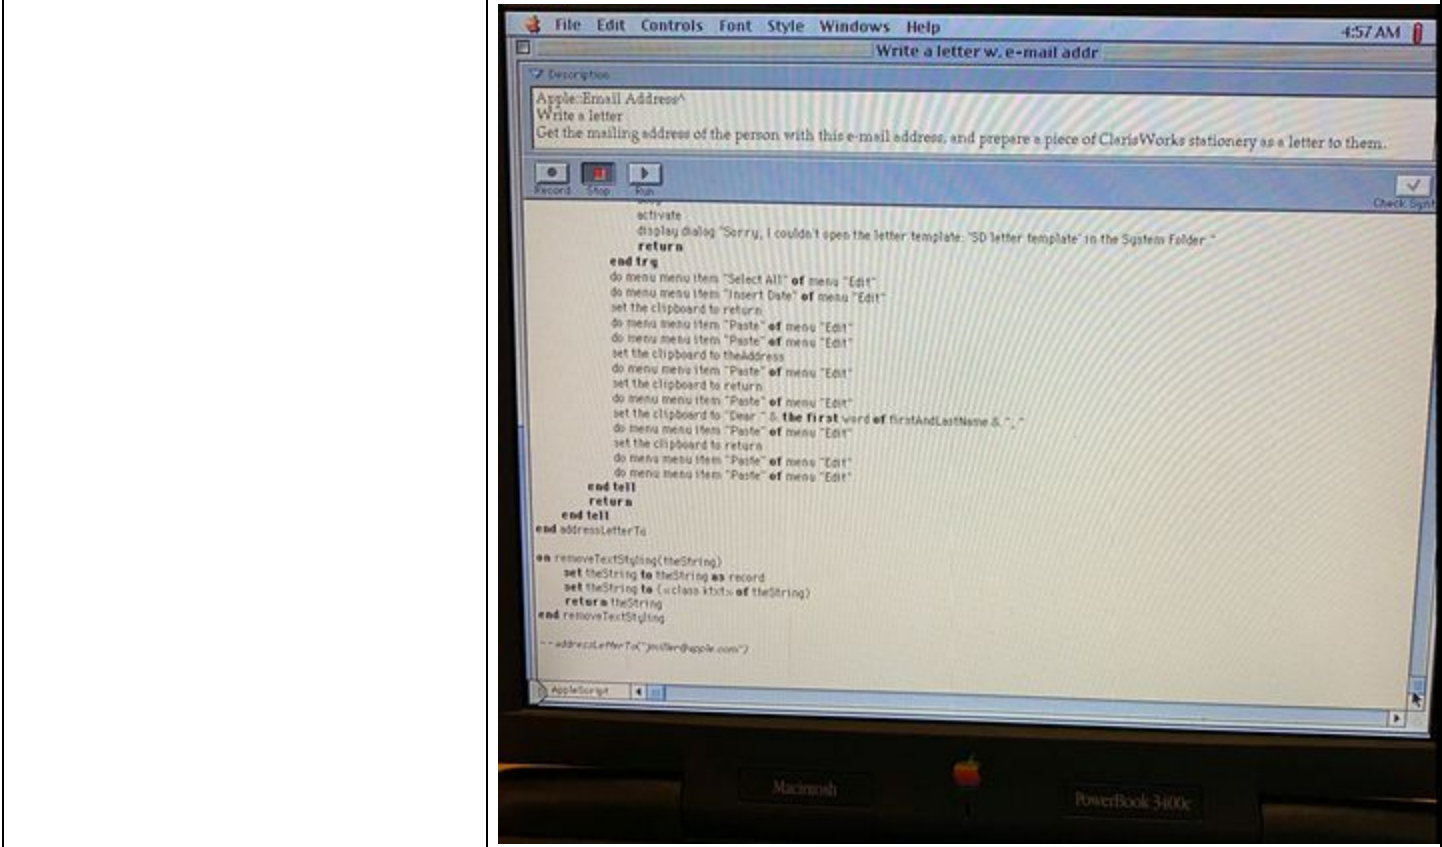 File Edit Controls Font Style Windows Help 4:57 AM
Write a letter w. e-mail addr
Description
Apple::Email Address^
Write a letter
Get the mailing address of the person with this e-mail address, and prepare a piece of ClarisWorks stationery as a letter to them.
Record Stop Run
Check Synt
activate
display dialog "Sorry, I couldn't open the letter template: 'SD letter template' in the System Folder."
return
end try
do menu menu item "Select All" of menu "Edit"
do menu menu item "Insert Date" of menu "Edit"
set the clipboard to return
do menu menu item "Paste" of menu "Edit"
do menu menu item "Paste" of menu "Edit"
set the clipboard to theAddress
do menu menu item "Paste" of menu "Edit"
set the clipboard to return
do menu menu item "Paste" of menu "Edit"
set the clipboard to "Dear " & the first word of firstAndLastName & ", "
do menu menu item "Paste" of menu "Edit"
set the clipboard to return
do menu menu item "Paste" of menu "Edit"
do menu menu item "Paste" of menu "Edit"
end tell
return
end tell
end addressLetterTo
on removeTextStyling(theString)
set theString to theString as record
set theString to («class ktxt» of theString)
return theString
end removeTextStyling
--addressLetterTo("jmiller@apple.com")
AppleScript
Macintosh
PowerBook 3400c